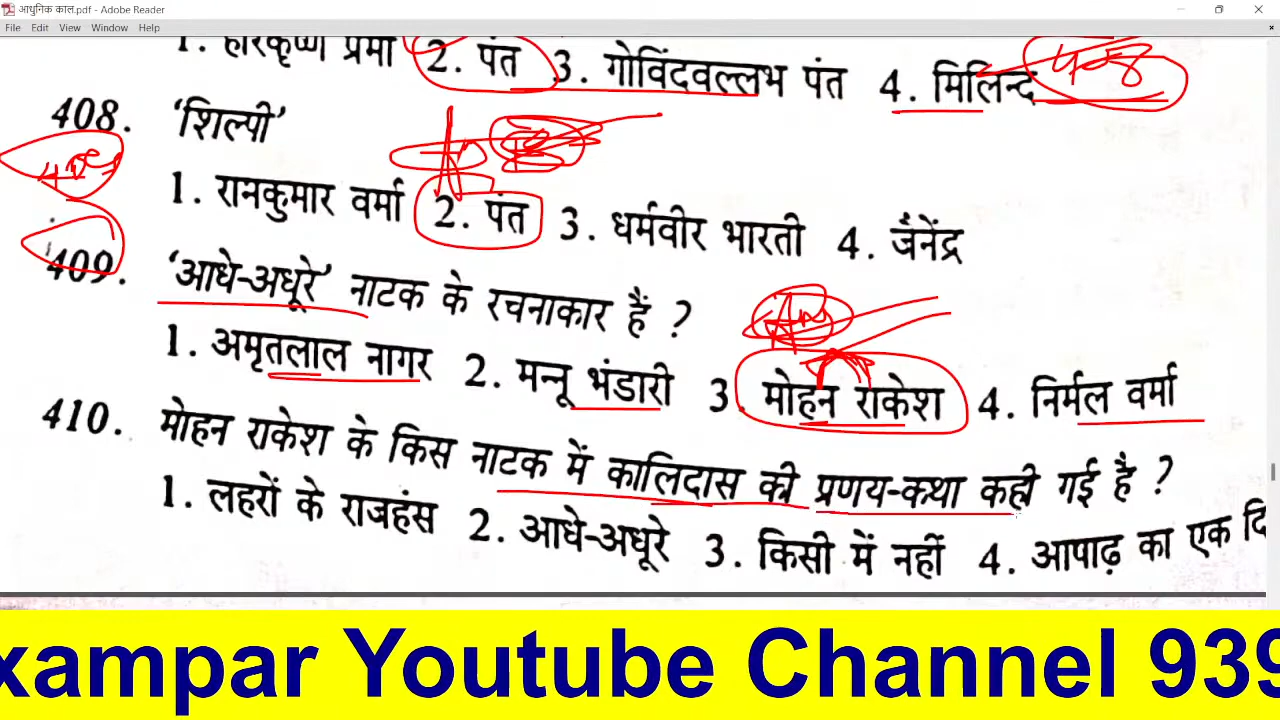 आधुनिक काल.pdf - Adobe Reader
File Edit View Window Help
1. हरिकृष्ण प्रेमी 2. पंत 3. गोविंदवल्लभ पंत 4. मिलिन्द
408. 'शिल्पी'
1. रामकुमार वर्मा 2. पंत 3. धर्मवीर भारती 4. जैनेंद्र
409. 'आधे-अधूरे' नाटक के रचनाकार हैं ?
1. अमृतलाल नागर 2. मन्नू भंडारी 3. मोहन राकेश 4. निर्मल वर्मा
410. मोहन राकेश के किस नाटक में कालिदास की प्रणय-कथा कही गई है ?
1. लहरों के राजहंस 2. आधे-अधूरे 3. किसी में नहीं 4. आषाढ़ का एक दि
xampar Youtube Channel 939